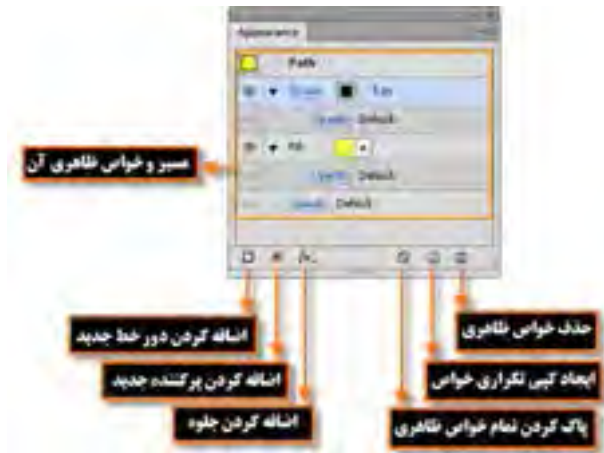 Appearance
Path
Stroke:
Opacity: Default
Fill:
Opacity: Default
Opacity: Default
مسیر و خواص ظاهری آن
fx.
اضافه کردن دور خط جدید
حذف خواص ظاهری
اضافه کردن پرکننده جدید
ایجاد کپی تکراری خواص
اضافه کردن جلوه
پاک کردن تمام خواص ظاهری